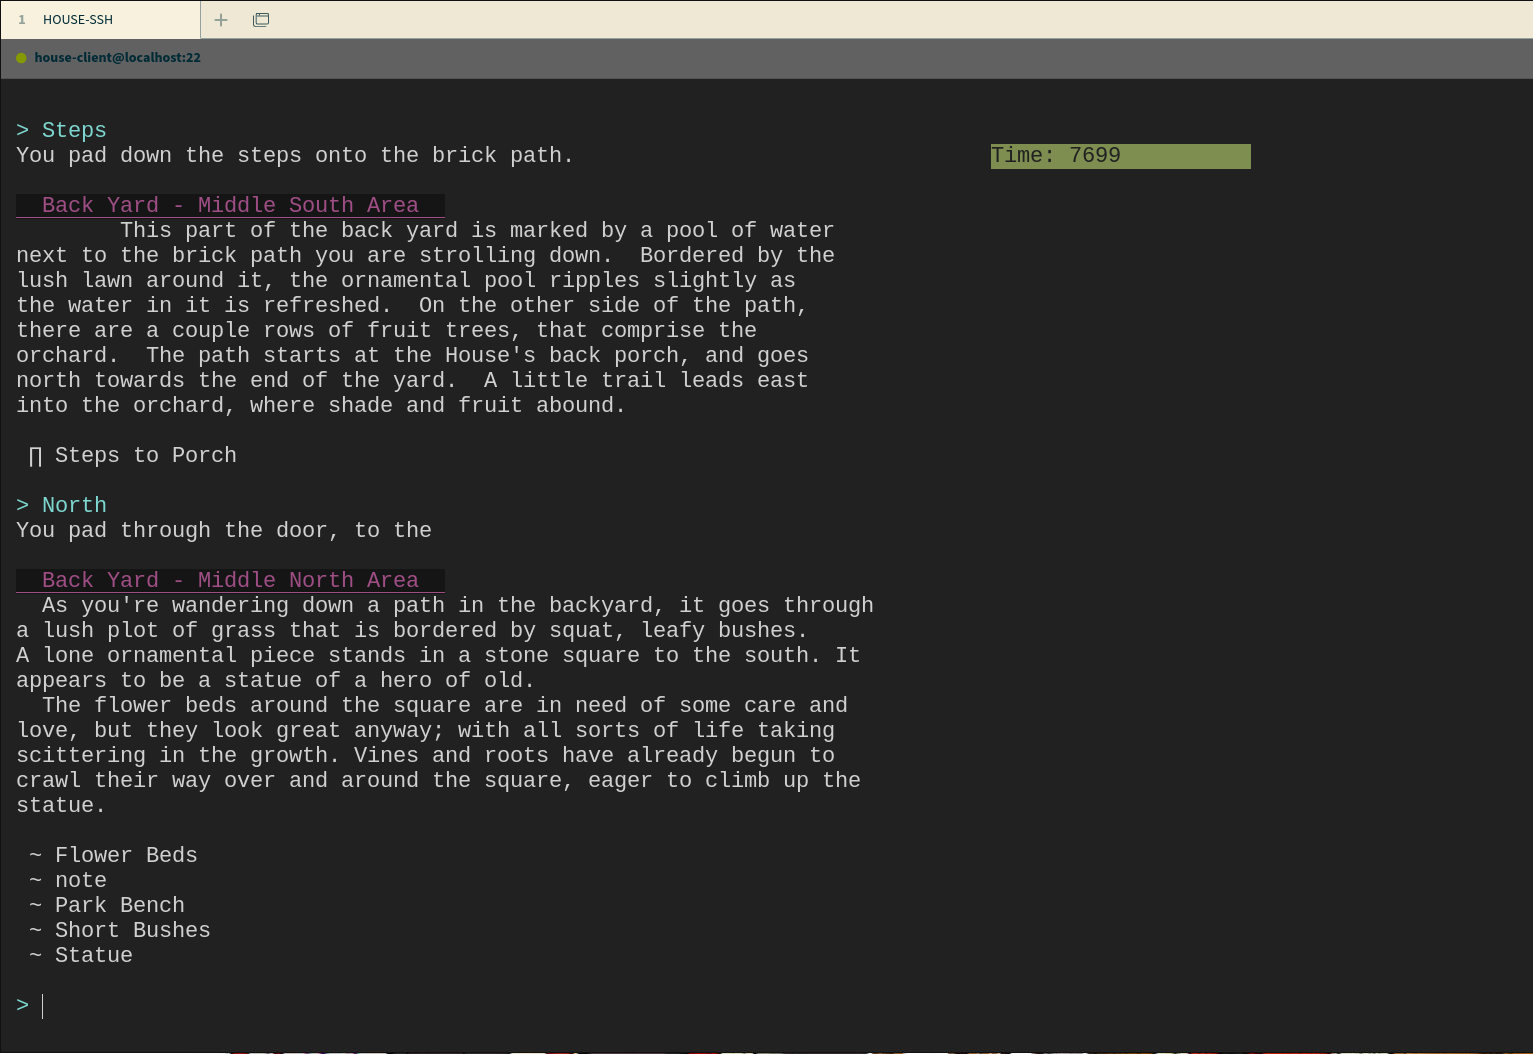 1 HOUSE-SSH
house-client@localhost:22
> Steps
You pad down the steps onto the brick path.
Time: 7699
Back Yard - Middle South Area
This part of the back yard is marked by a pool of water
next to the brick path you are strolling down.  Bordered by the
lush lawn around it, the ornamental pool ripples slightly as
the water in it is refreshed.  On the other side of the path,
there are a couple rows of fruit trees, that comprise the
orchard.  The path starts at the House's back porch, and goes
north towards the end of the yard.  A little trail leads east
into the orchard, where shade and fruit abound.
∏ Steps to Porch
> North
You pad through the door, to the
Back Yard - Middle North Area
As you're wandering down a path in the backyard, it goes through
a lush plot of grass that is bordered by squat, leafy bushes.
A lone ornamental piece stands in a stone square to the south. It
appears to be a statue of a hero of old.
The flower beds around the square are in need of some care and
love, but they look great anyway; with all sorts of life taking
scittering in the growth. Vines and roots have already begun to
crawl their way over and around the square, eager to climb up the
statue.
~ Flower Beds
~ note
~ Park Bench
~ Short Bushes
~ Statue
>